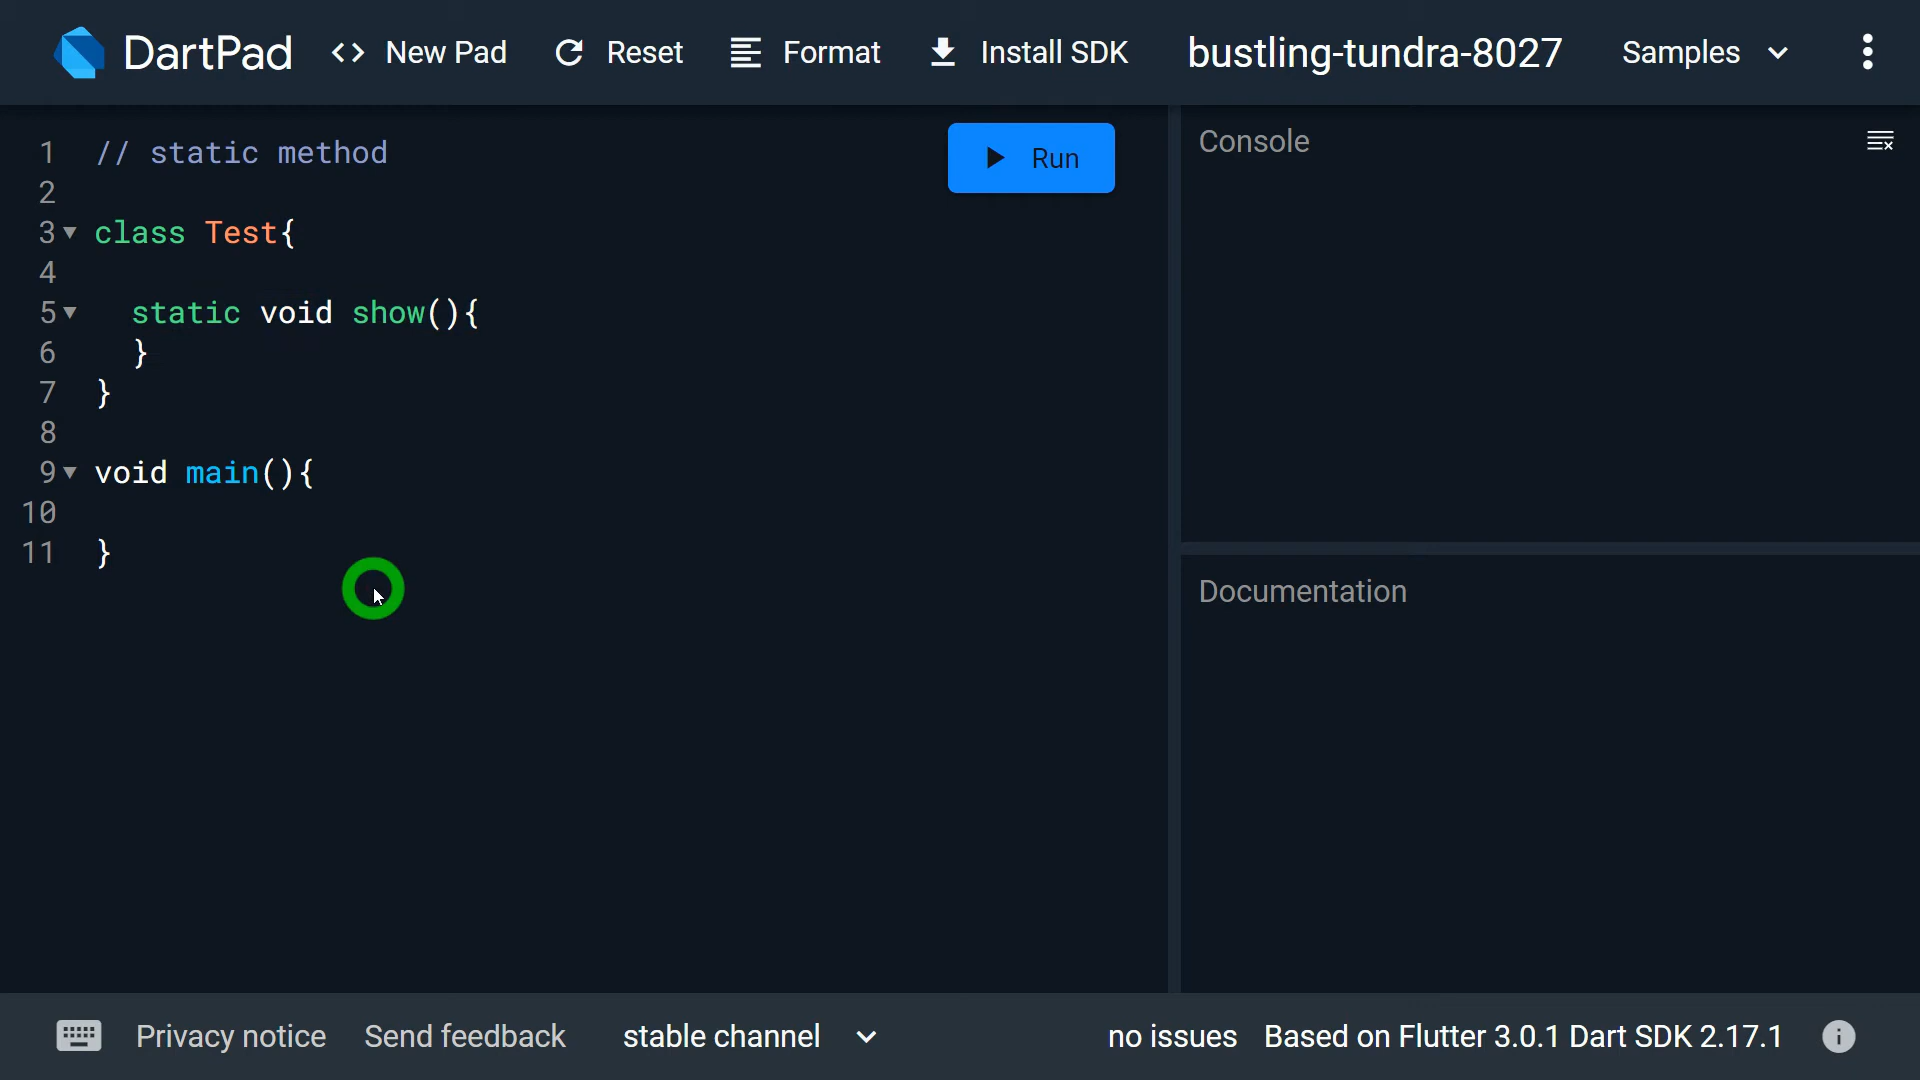 DartPad <> New Pad Reset Format Install SDK bustling-tundra-8027 Samples
1 // static method
2
3 class Test{
4
5 static void show(){
6 }
7 }
8
9 void main(){
10
11 }
Run
Console
Documentation
Privacy notice Send feedback stable channel no issues Based on Flutter 3.0.1 Dart SDK 2.17.1